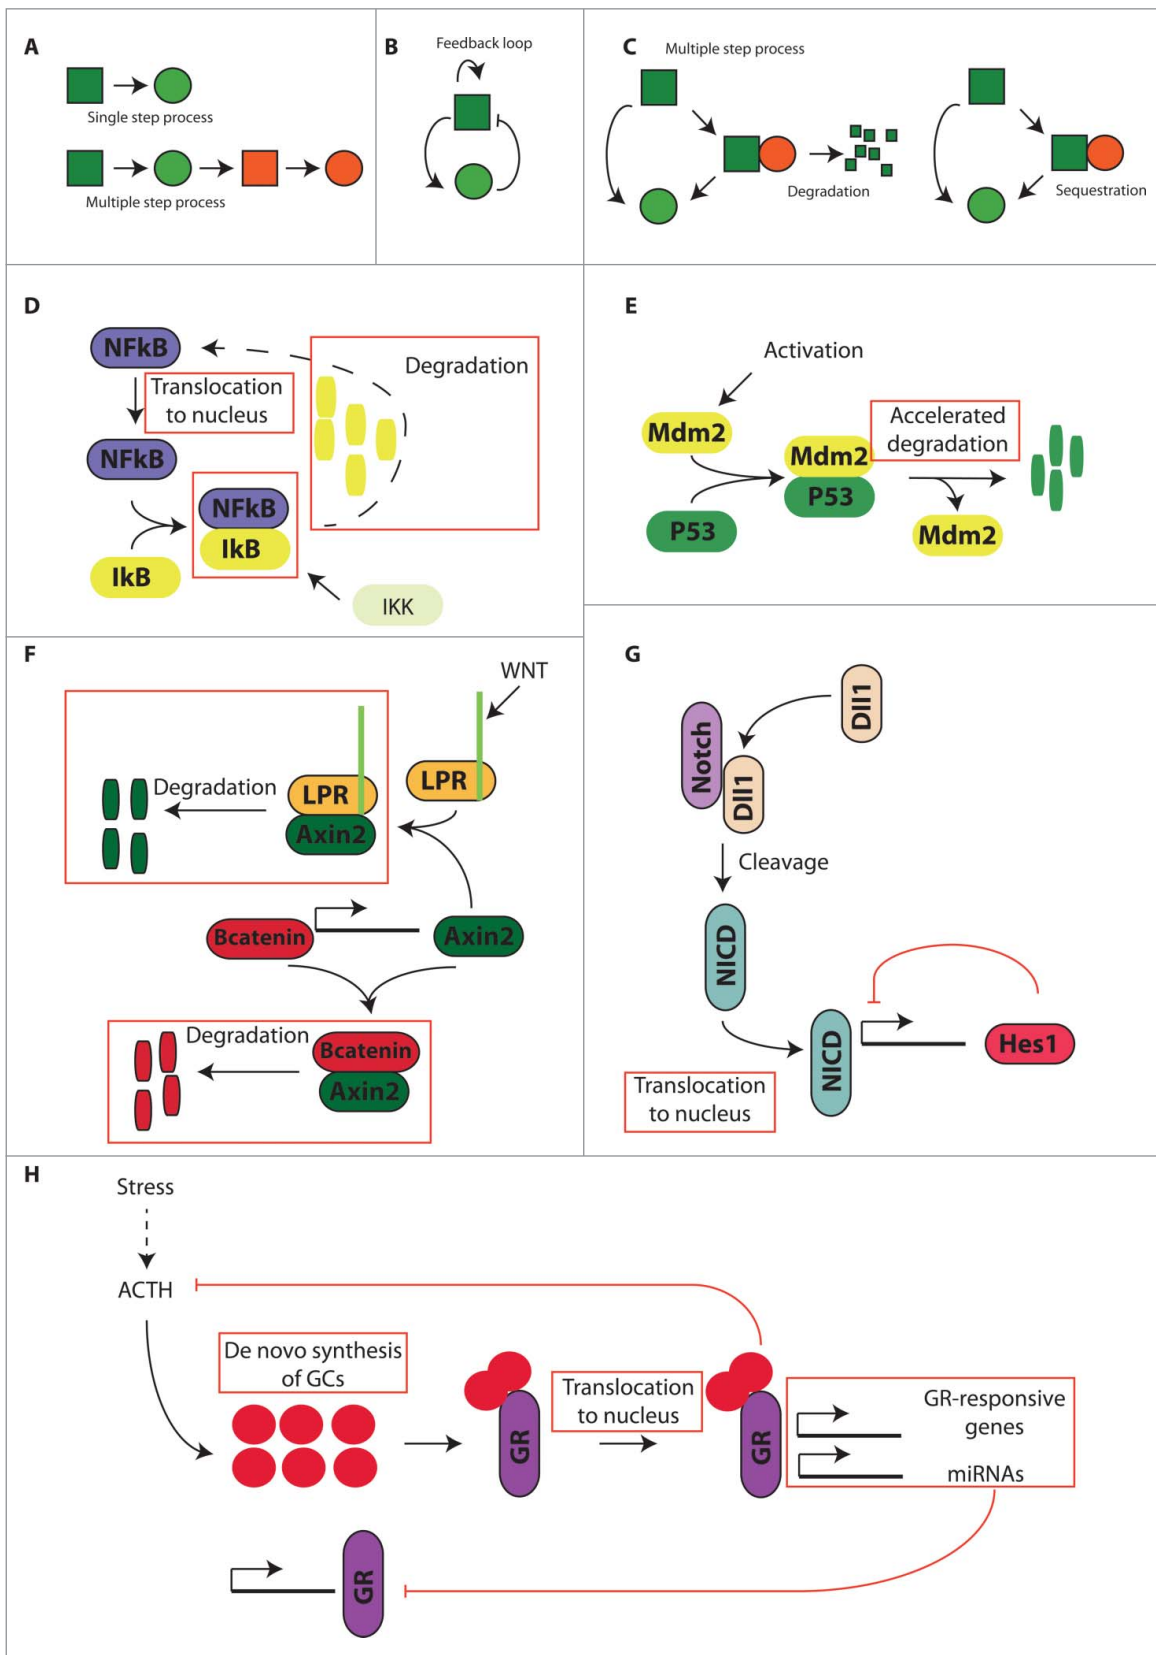 A
Single step process
Multiple step process
B
Feedback loop
C
Multiple step process
Degradation
Sequestration
D
NFkB
Translocation
to nucleus
NFkB
NFkB
IkB
IkB
IKK
Degradation
E
Activation
Mdm2
Mdm2
P53
P53
Accelerated
degradation
Mdm2
F
WNT
LPR
LPR
Axin2
Degradation
Bcatenin
Axin2
Degradation
Bcatenin
Axin2
G
Dll1
Notch
Dll1
Cleavage
NICD
NICD
Hes1
Translocation
to nucleus
H
Stress
ACTH
De novo synthesis
of GCs
GR
Translocation
to nucleus
GR
GR-responsive
genes
miRNAs
GR